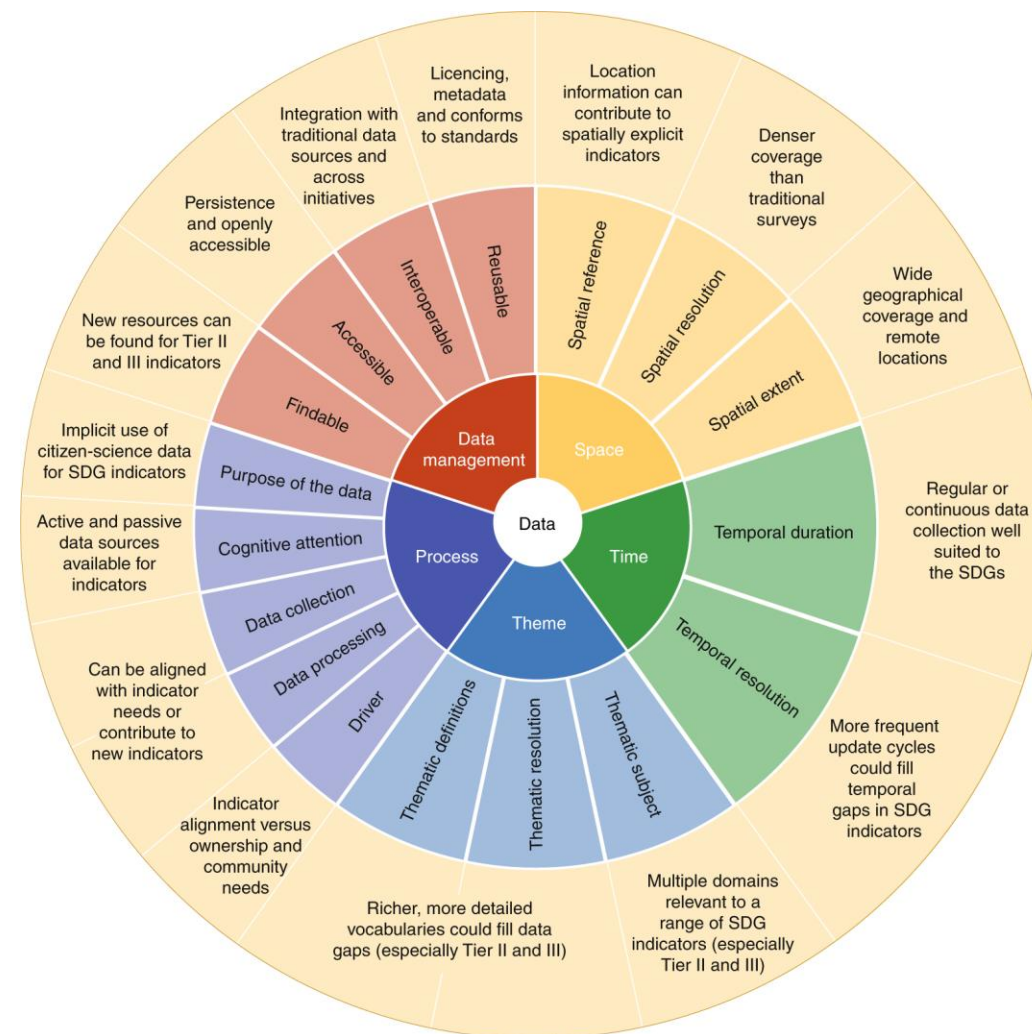 Licencing,
metadata
and conforms
to standards
Location
information can
contribute to
spatially explicit
indicators
Denser
coverage
than
traditional
surveys
Wide
geographical
coverage and
remote
locations
Regular or
continuous data
collection well
suited to
the SDGs
More frequent
update cycles
could fill
temporal
gaps in SDG
indicators
Multiple domains
relevant to a
range of SDG
indicators (especially
Tier II and III)
Richer, more detailed
vocabularies could fill data
gaps (especially Tier II and III)
Indicator
alignment versus
ownership and
community
needs
Can be aligned
with indicator
needs or
contribute to
new indicators
Active and passive
data sources
available for
indicators
Implicit use of
citizen-science data
for SDG indicators
New resources can
be found for Tier II
and III indicators
Persistence
and openly
accessible
Integration with
traditional data
sources and
across
initiatives
Reusable
Spatial reference
Spatial resolution
Spatial extent
Temporal duration
Temporal resolution
Thematic subject
Thematic resolution
Thematic definitions
Driver
Data processing
Data collection
Cognitive attention
Purpose of the data
Findable
Accessible
Interoperable
Data
management
Space
Time
Theme
Process
Data